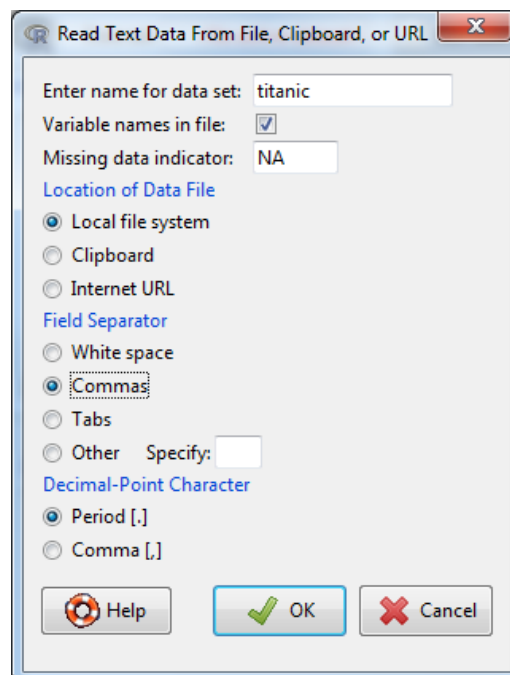 Read Text Data From File, Clipboard, or URL
Enter name for data set: titanic
Variable names in file:
Missing data indicator: NA
Location of Data File
Local file system
Clipboard
Internet URL
Field Separator
White space
Commas
Tabs
Other Specify:
Decimal-Point Character
Period [.]
Comma [,]
Help OK Cancel